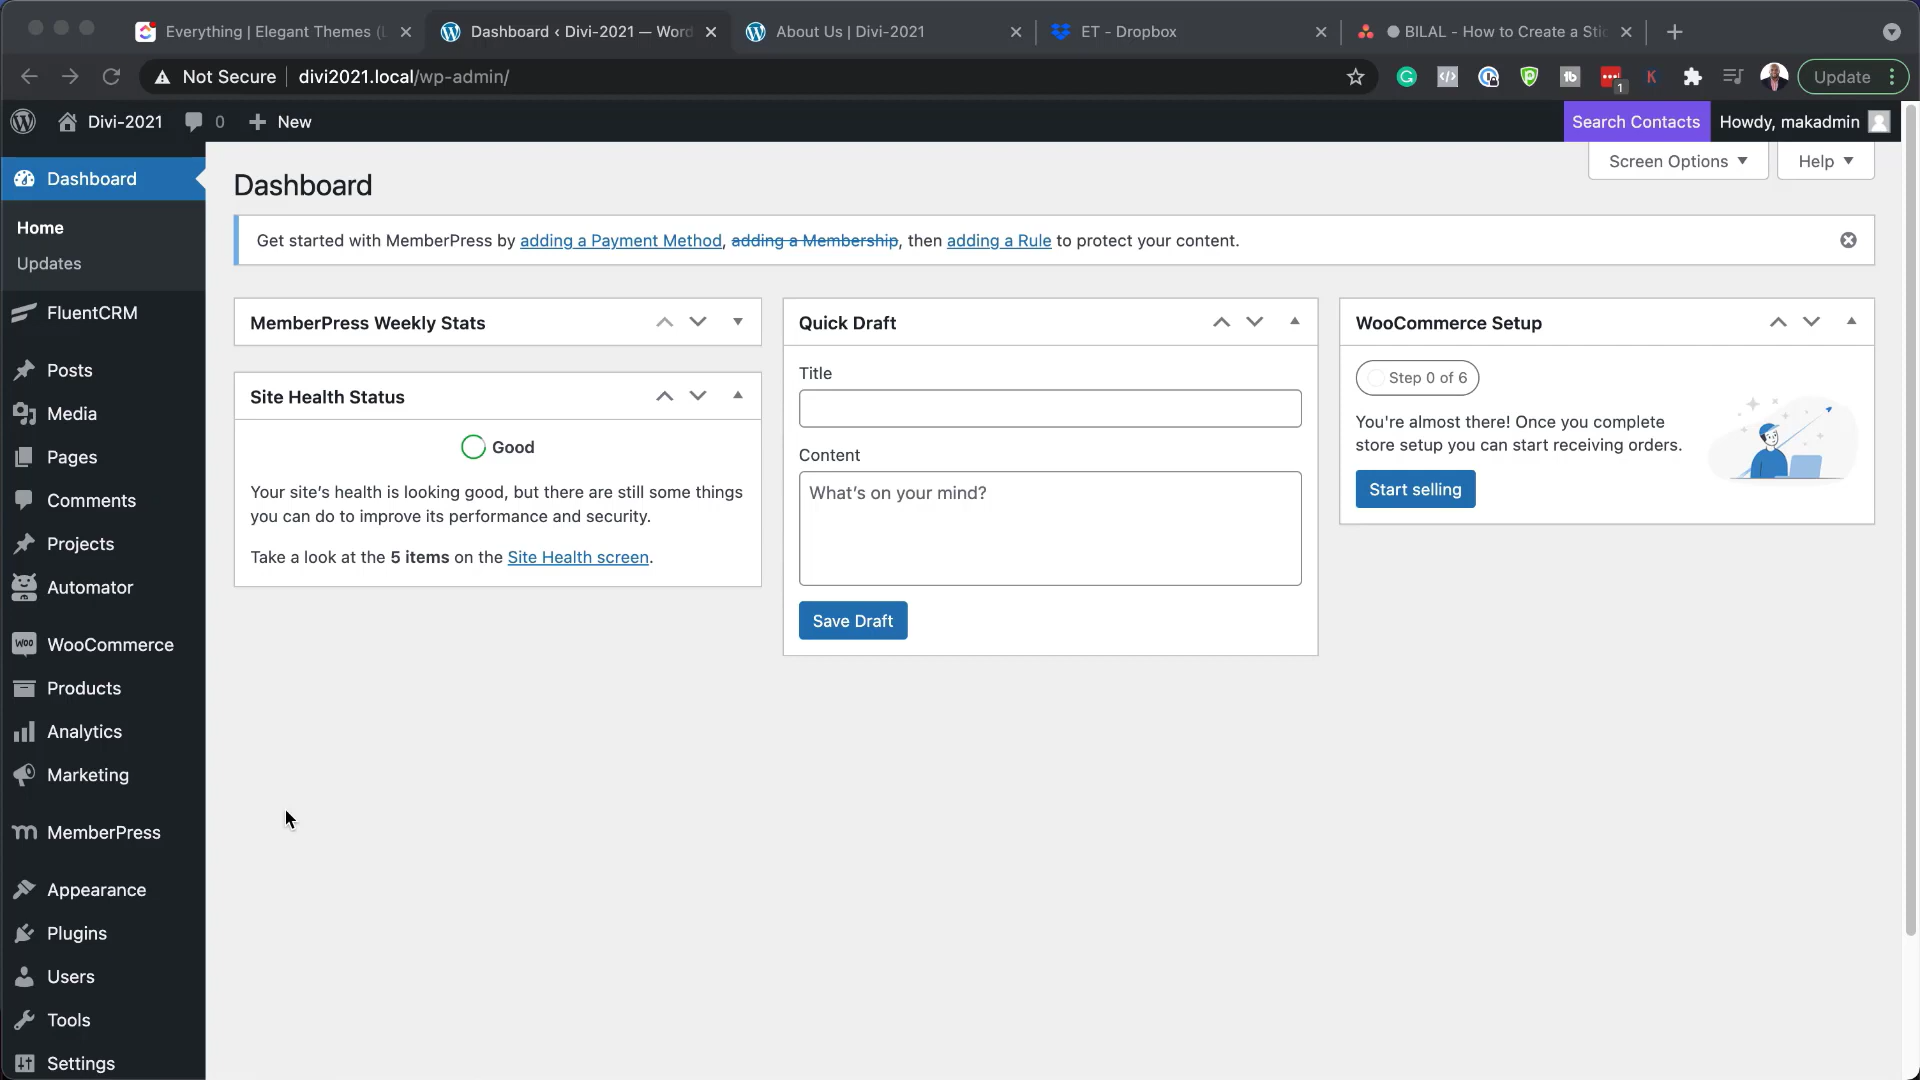 Everything | Elegant Themes (
Dashboard ‹ Divi-2021 — Word
About Us | Divi-2021
ET - Dropbox
BILAL - How to Create a Stic
Not Secure
divi2021.local/wp-admin/
1
Update
Divi-2021
0
New
Search Contacts
Howdy, makadmin
Dashboard
Home
Updates
FluentCRM
Posts
Media
Pages
Comments
Projects
Automator
WooCommerce
Products
Analytics
Marketing
MemberPress
Appearance
Plugins
Users
Tools
Settings
Screen Options
Help
Dashboard
Get started with MemberPress by adding a Payment Method, adding a Membership, then adding a Rule to protect your content.
MemberPress Weekly Stats
Site Health Status
Good
Your site's health is looking good, but there are still some things
you can do to improve its performance and security.
Take a look at the 5 items on the Site Health screen.
Quick Draft
Title
Content
What's on your mind?
Save Draft
WooCommerce Setup
Step 0 of 6
You're almost there! Once you complete
store setup you can start receiving orders.
Start selling